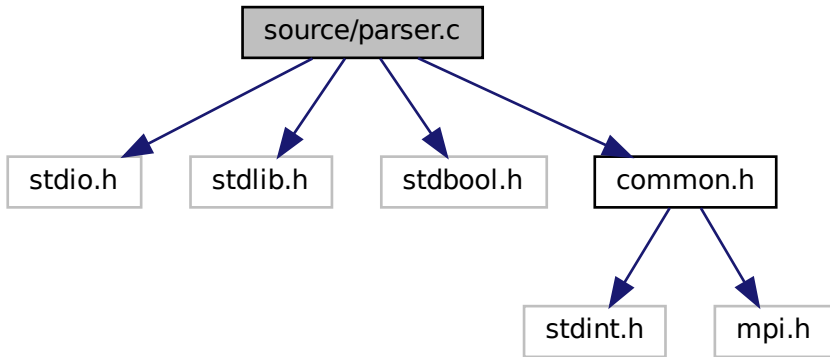 source/parser.c
stdio.h
stdlib.h
stdbool.h
common.h
stdint.h
mpi.h